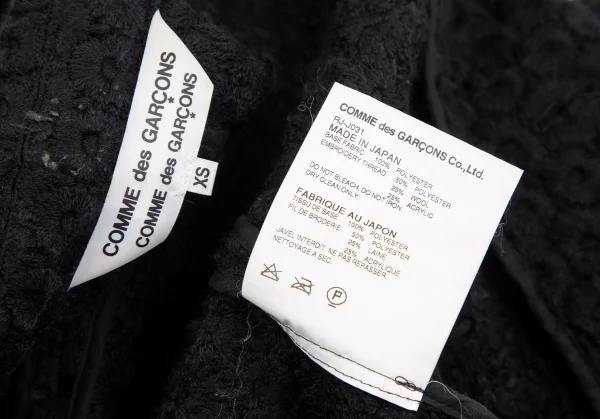 COMME des GARÇONS
COMME des GARÇONS
XS
COMME des GARÇONS Co.,Ltd.
RJ-J031
MADE IN JAPAN
BASE FABRIC 100% POLYESTER
EMBROIDERY THREAD 50% POLYESTER
25% WOOL
25% ACRYLIC
DO NOT BLEACH, DO NOT IRON.
DRY CLEAN ONLY
FABRIQUE AU JAPON
TISSU DE BASE 100% POLYESTER
FIL DE BRODERIE 50% POLYESTER
25% LAINE
25% ACRYLIQUE
JAVEL INTERDIT. NE PAS REPASSER.
NETTOYAGE A SEC.
P